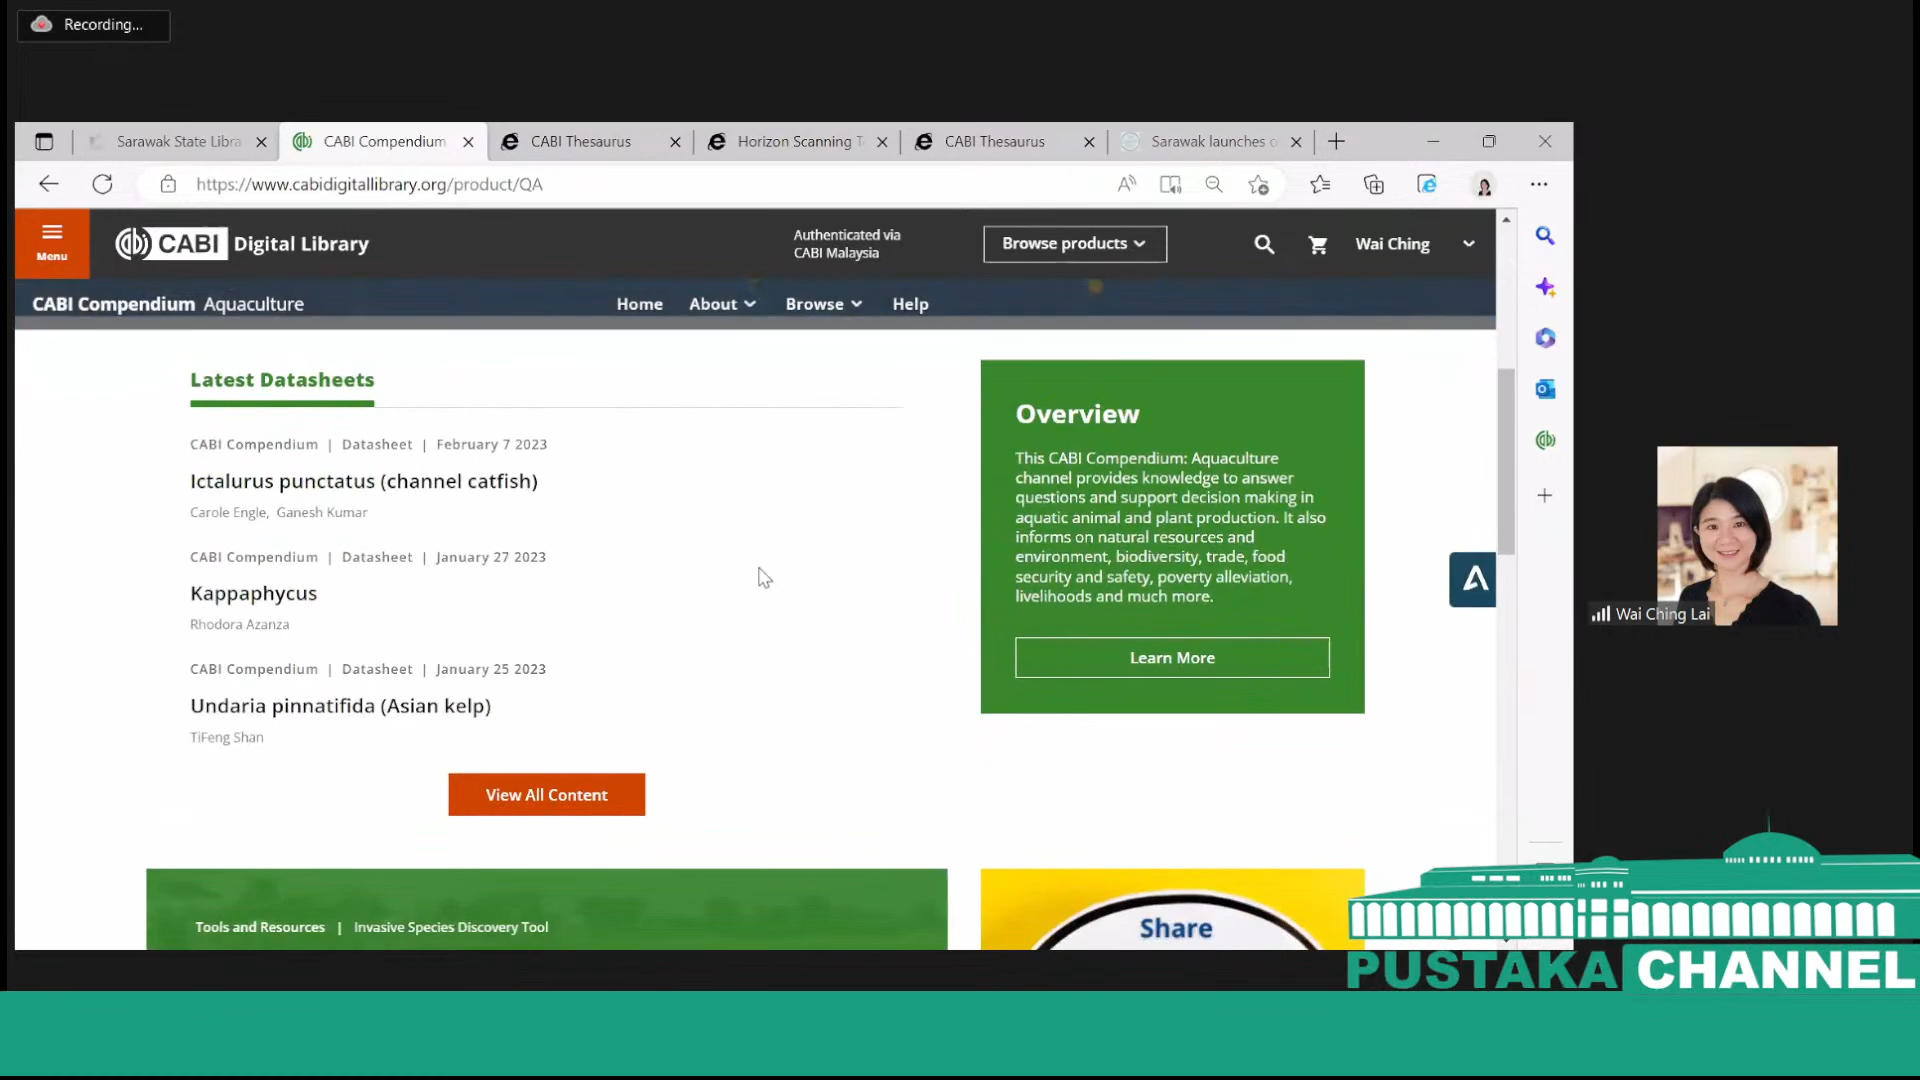 Recording...
Sarawak State Libra
CABI Compendium
CABI Thesaurus
Horizon Scanning T
CABI Thesaurus
Sarawak launches o
https://www.cabidigitallibrary.org/product/QA
Menu
CABI Digital Library
Authenticated via
CABI Malaysia
Browse products
Wai Ching
CABI Compendium Aquaculture
Home
About
Browse
Help
Latest Datasheets
CABI Compendium | Datasheet | February 7 2023
Ictalurus punctatus (channel catfish)
Carole Engle, Ganesh Kumar
CABI Compendium | Datasheet | January 27 2023
Kappaphycus
Rhodora Azanza
CABI Compendium | Datasheet | January 25 2023
Undaria pinnatifida (Asian kelp)
TiFeng Shan
View All Content
Overview
This CABI Compendium: Aquaculture
channel provides knowledge to answer
questions and support decision making in
aquatic animal and plant production. It also
informs on natural resources and
environment, biodiversity, trade, food
security and safety, poverty alleviation,
livelihoods and much more.
Learn More
Tools and Resources | Invasive Species Discovery Tool
Share
Wai Ching Lai
PUSTAKA CHANNEL